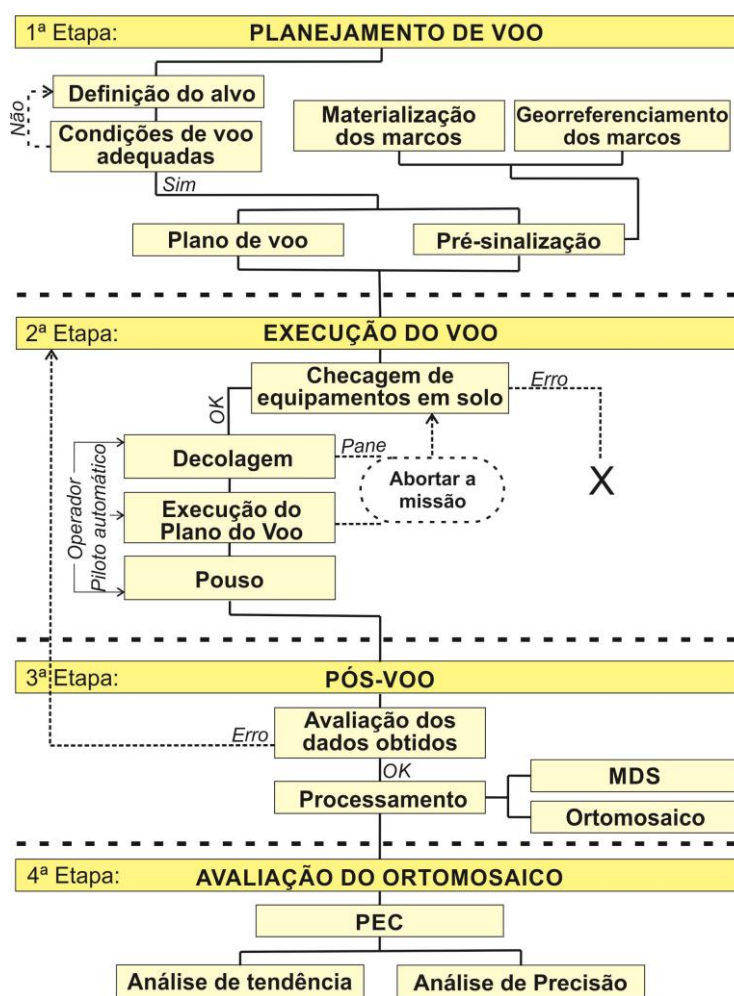 1ª Etapa: PLANEJAMENTO DE VOO
Não
Definição do alvo
Condições de voo
adequadas
Sim
Materialização
dos marcos
Georreferenciamento
dos marcos
Plano de voo
Pré-sinalização
2ª Etapa: EXECUÇÃO DO VOO
Checagem de
equipamentos em solo
Erro
OK
Decolagem
Pane
Abortar a
missão
X
Operador
Piloto automático
Execução do
Plano do Voo
Pouso
3ª Etapa: PÓS-VOO
Avaliação dos
dados obtidos
Erro
OK
Processamento
MDS
Ortomosaico
4ª Etapa: AVALIAÇÃO DO ORTOMOSAICO
PEC
Análise de tendência
Análise de Precisão